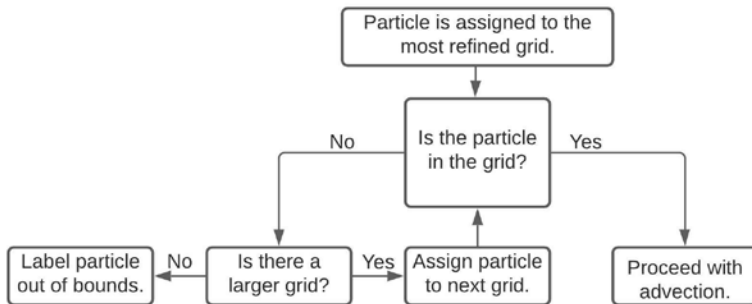 Particle is assigned to the
most refined grid.
Is the particle
in the grid?
No
Yes
Label particle
out of bounds.
No
Is there a
larger grid?
Yes
Assign particle
to next grid.
Proceed with
advection.